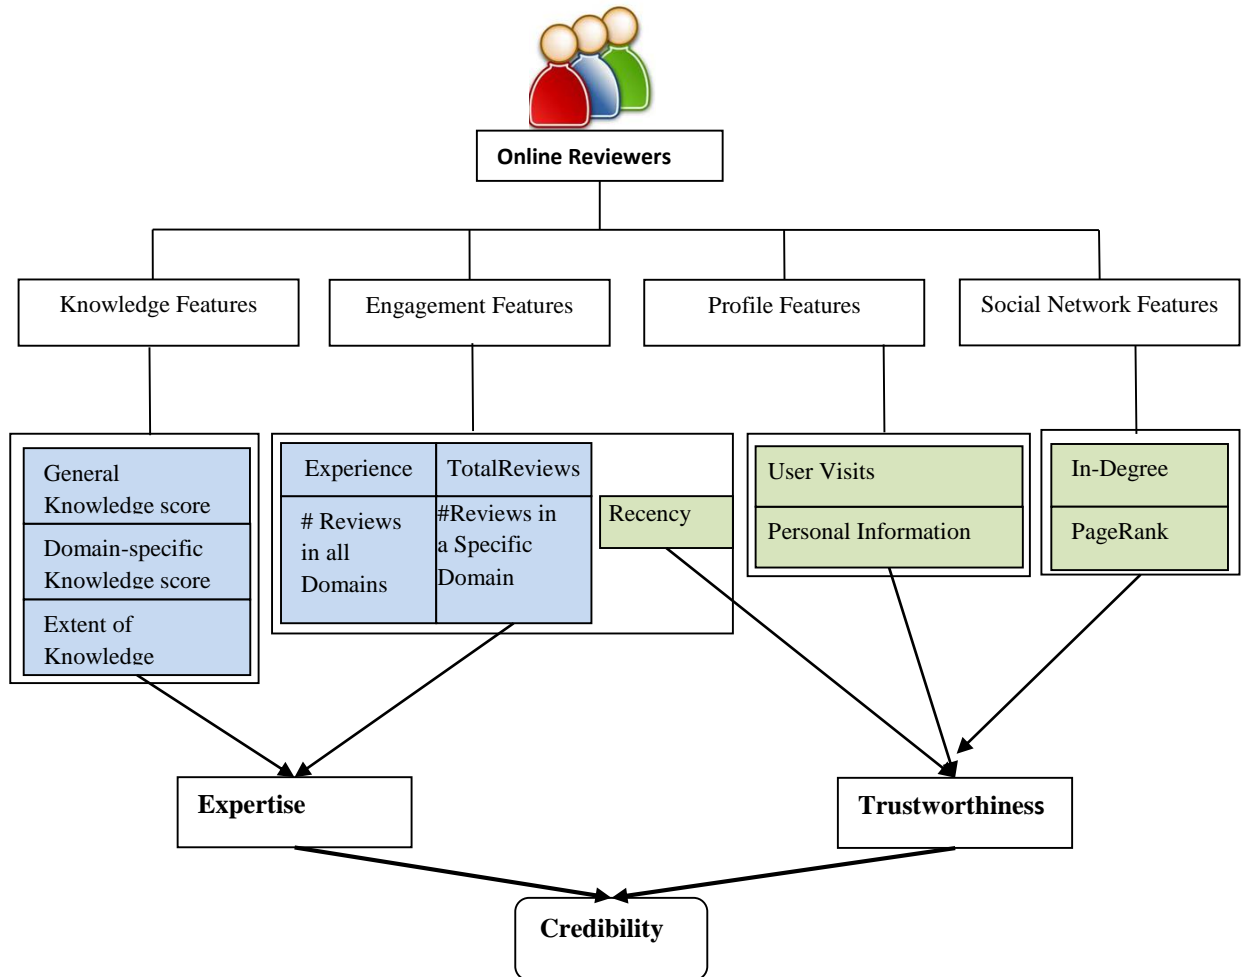 Online Reviewers
Knowledge Features
Engagement Features
Profile Features
Social Network Features
General
Knowledge score
Domain-specific
Knowledge score
Extent of
Knowledge
Experience
TotalReviews
# Reviews
in all
Domains
#Reviews in
a Specific
Domain
Recency
User Visits
Personal Information
In-Degree
PageRank
Expertise
Trustworthiness
Credibility